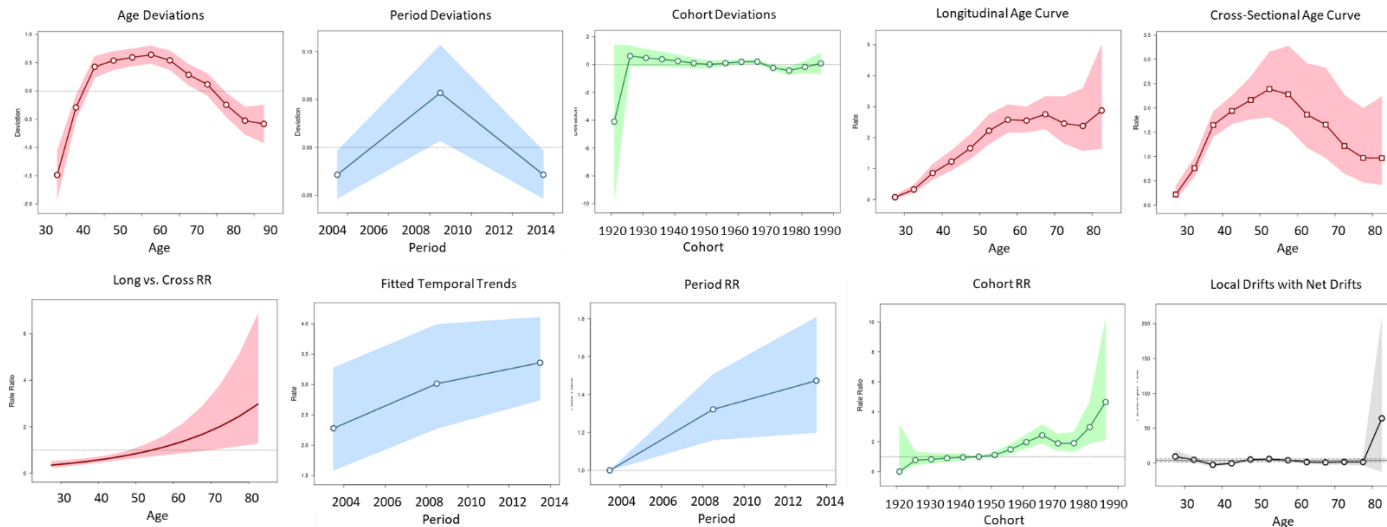 Age Deviations
1.0
0.5
0.0
-0.5
-1.0
-1.5
-2.0
Deviation
30 40 50 60 70 80 90
Age
Period Deviations
0.10
0.05
0.00
-0.05
Deviation
2004 2006 2008 2010 2012 2014
Period
Cohort Deviations
2
0
-2
-4
-6
-8
-10
1920 1930 1940 1950 1960 1970 1980 1990
Cohort
Longitudinal Age Curve
5
4
3
2
1
0
Rate
30 40 50 60 70 80
Age
Cross-Sectional Age Curve
3.5
3.0
2.5
2.0
1.5
1.0
0.5
0.0
Rate
30 40 50 60 70 80
Age
Long vs. Cross RR
6
4
2
0
Rate Ratio
30 40 50 60 70 80
Age
Fitted Temporal Trends
4.0
3.5
3.0
2.5
2.0
1.5
Rate
2004 2006 2008 2010 2012 2014
Period
Period RR
1.8
1.6
1.4
1.2
1.0
2004 2006 2008 2010 2012 2014
Period
Cohort RR
10
8
6
4
2
0
Rate Ratio
1920 1930 1940 1950 1960 1970 1980 1990
Cohort
Local Drifts with Net Drifts
200
150
100
50
0
30 40 50 60 70 80
Age